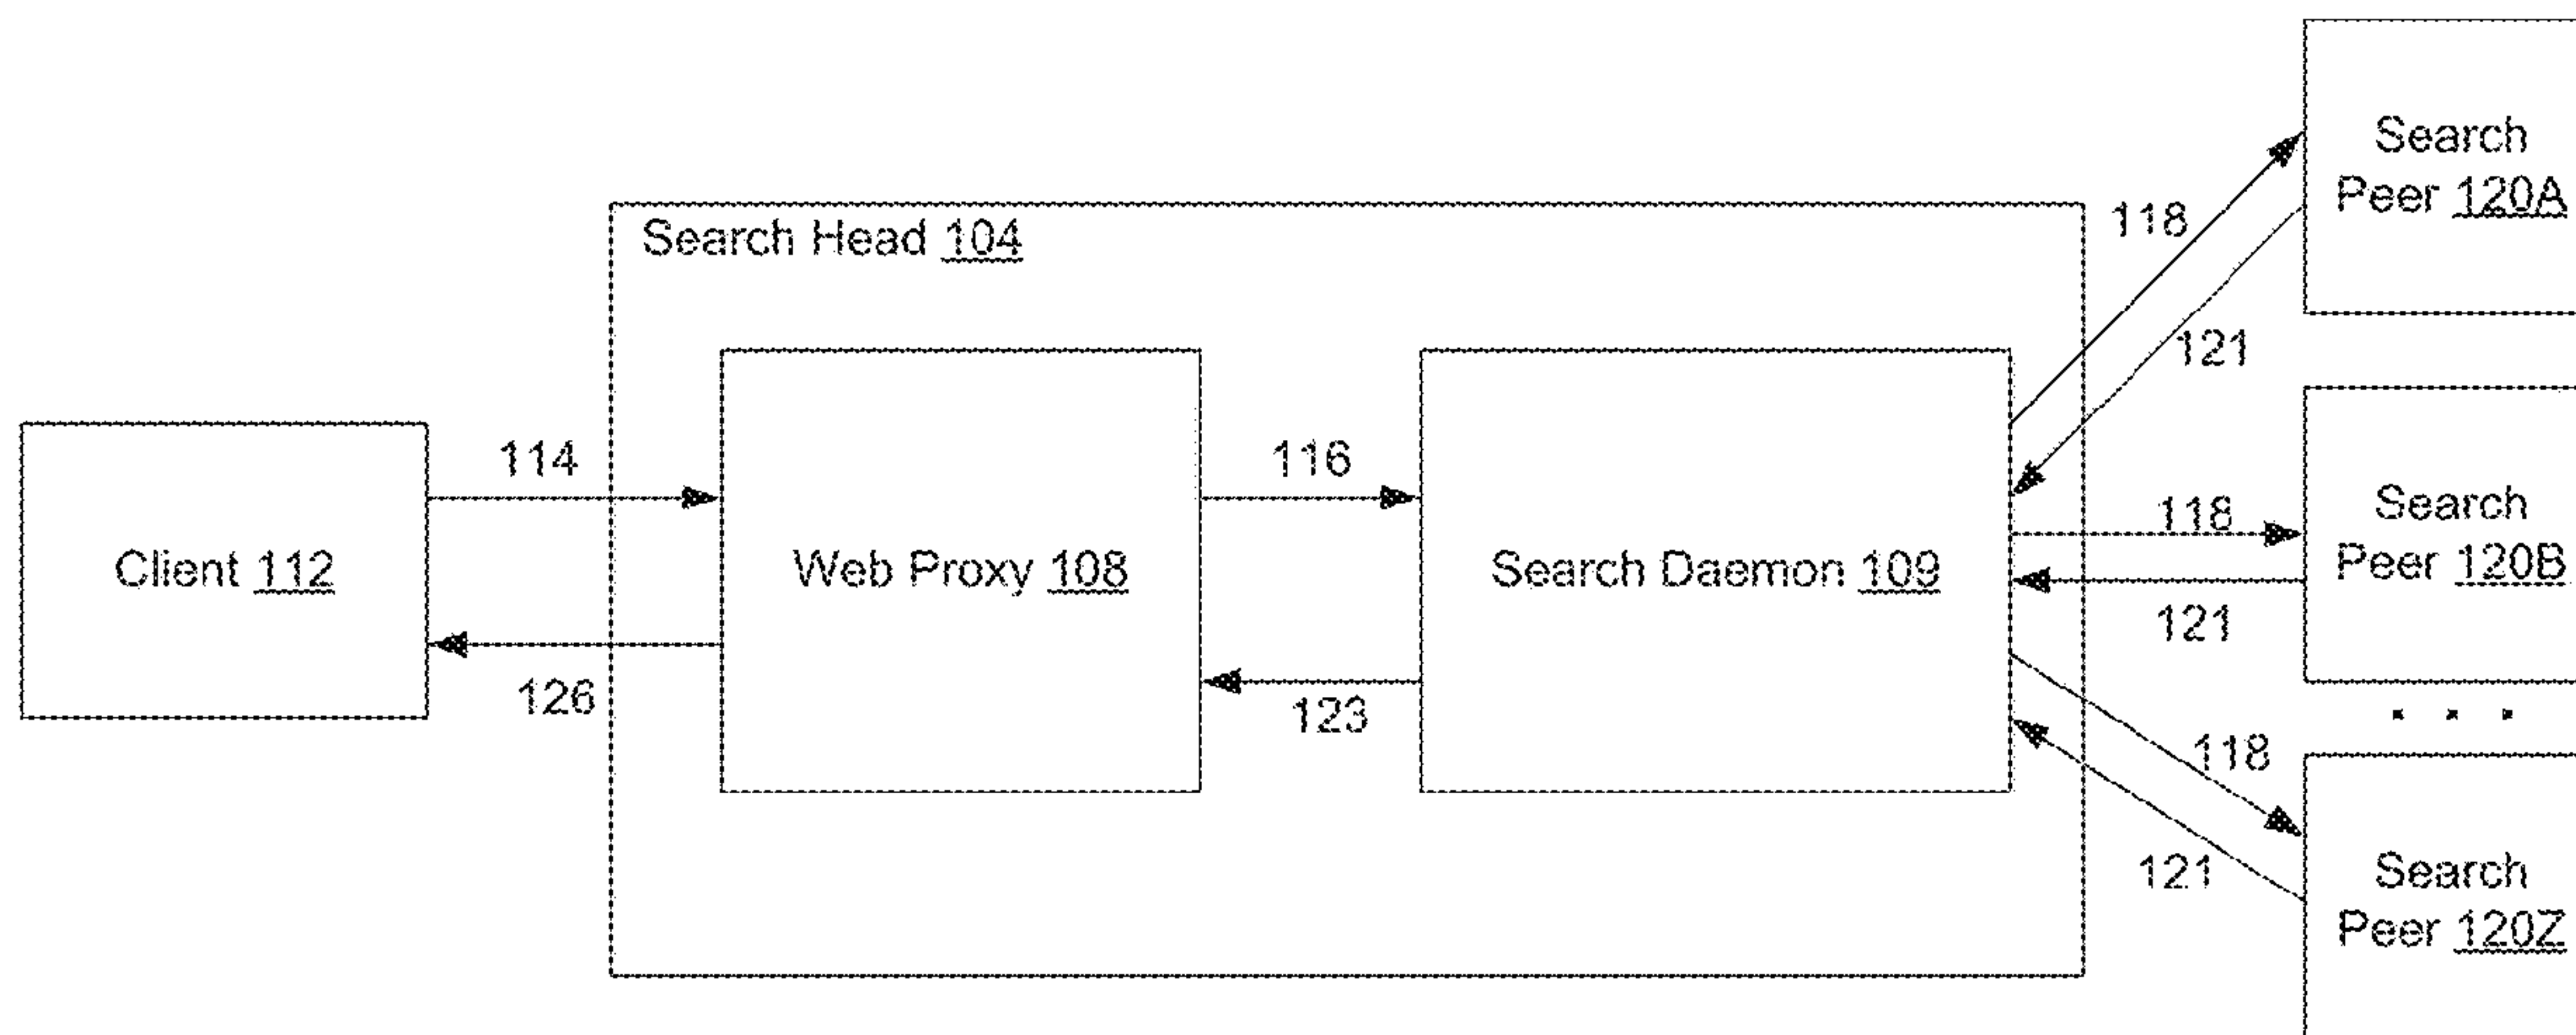 Search
Peer 120A
118
Search Head 104
121
114
116
Search
Peer 120B
118
Client 112
Web Proxy 108
Search Daemon 109
121
126
123
. . .
118
Search
Peer 120Z
121